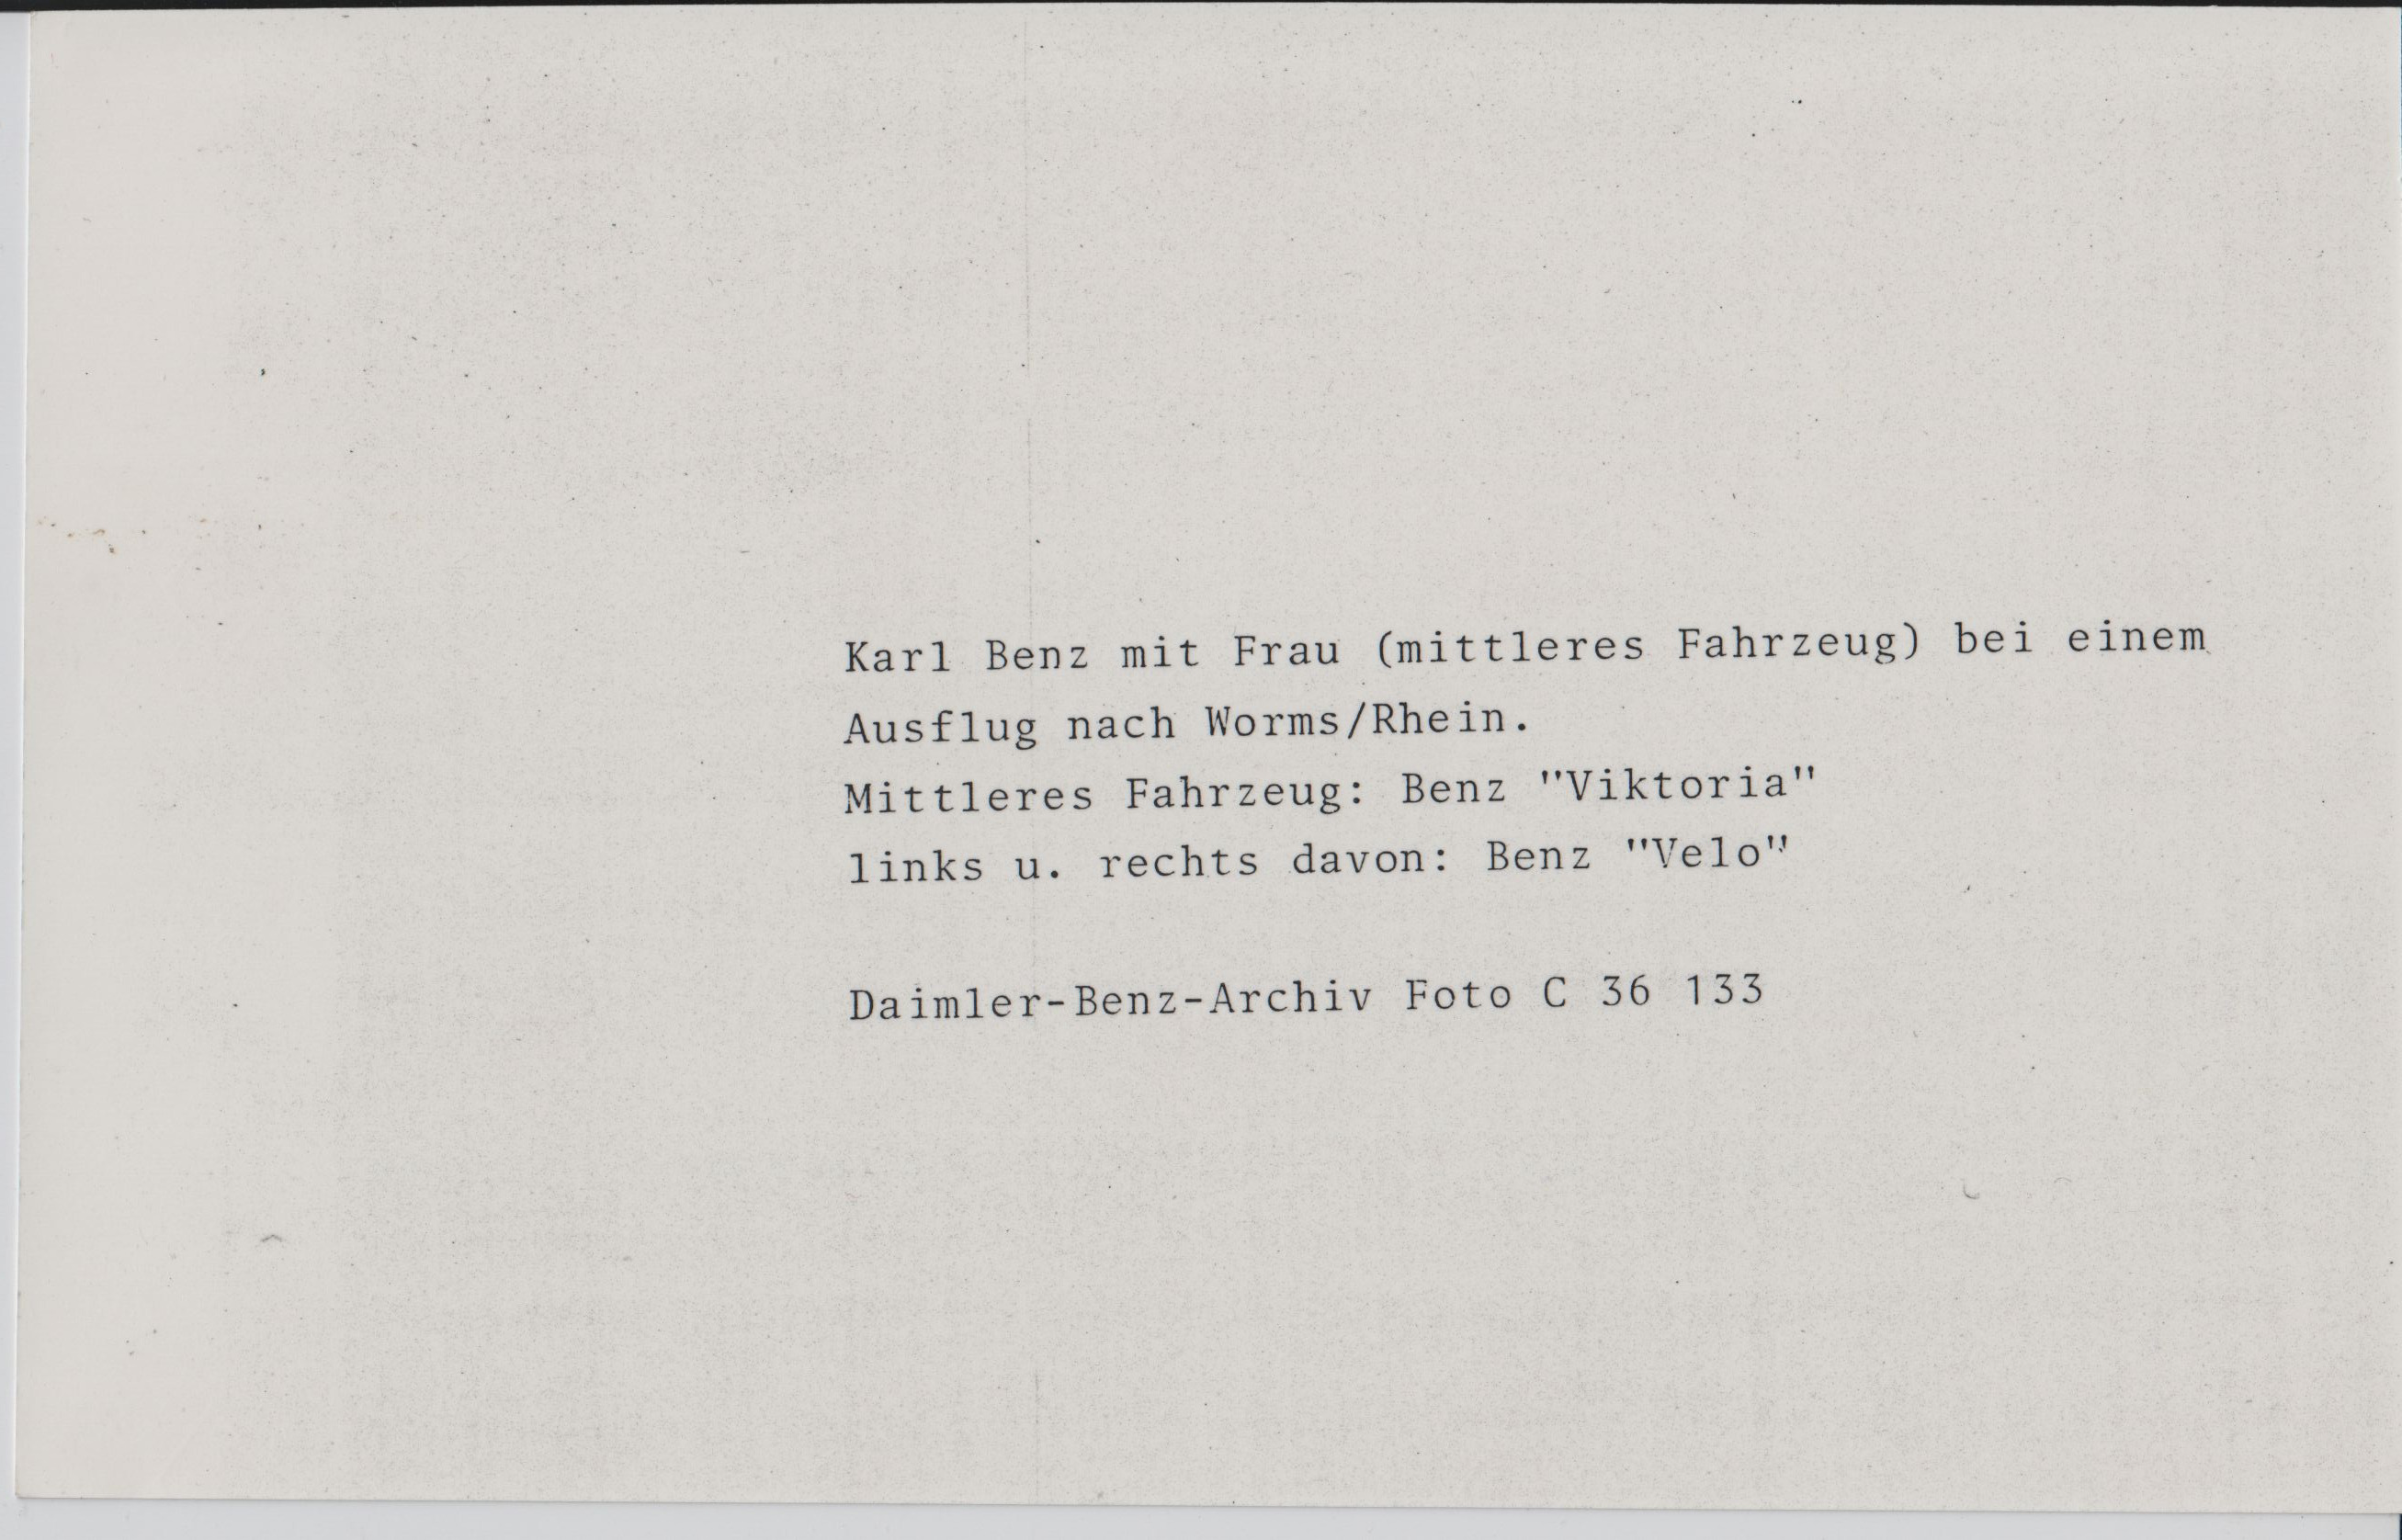 Karl Benz mit Frau (mittleres Fahrzeug) bei einem
Ausflug nach Worms/Rhein.
Mittleres Fahrzeug: Benz "Viktoria"
links u. rechts davon: Benz "Velo"
Daimler-Benz-Archiv Foto C 36 133